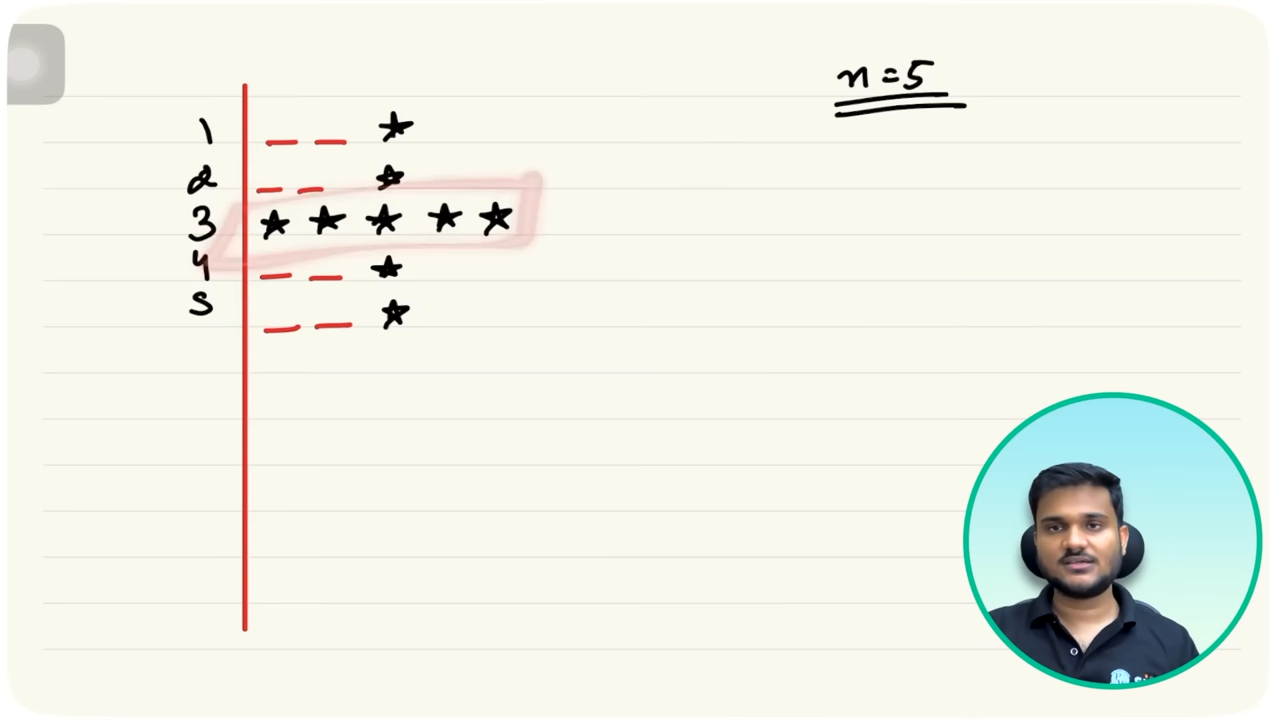 n = 5
1 _ _ ★
2 _ _ ★
3 ★ ★ ★ ★ ★
4 _ _ ★
5 _ _ ★